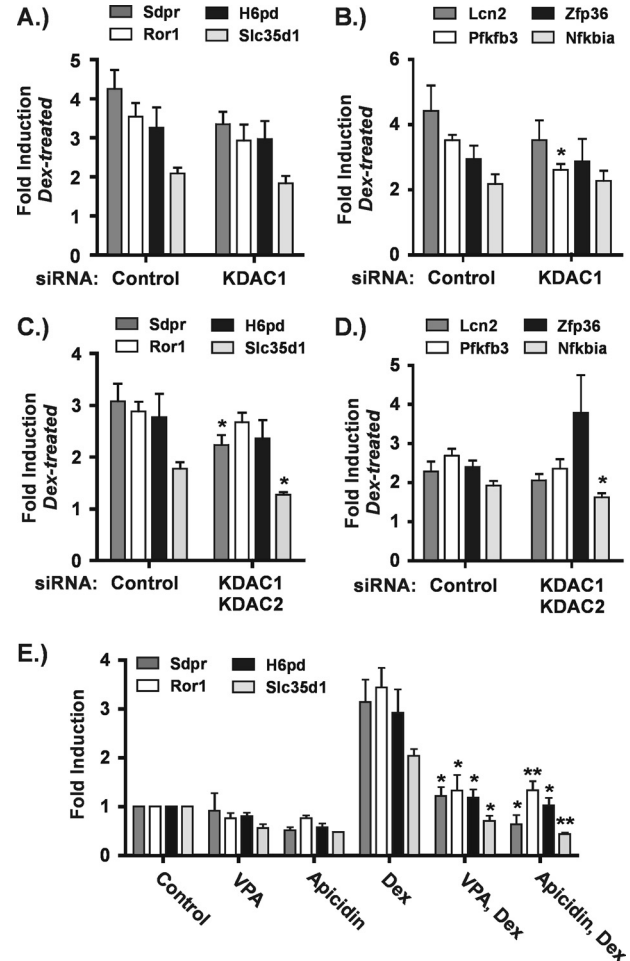 A.)
Sdpr H6pd
Ror1 Slc35d1
Fold Induction
Dex-treated
5
4
3
2
1
0
siRNA: Control KDAC1
B.)
Lcn2 Zfp36
Pfkfb3 Nfkbia
Fold Induction
Dex-treated
6
4
2
0
*
siRNA: Control KDAC1
C.)
Sdpr H6pd
Ror1 Slc35d1
Fold Induction
Dex-treated
4
3
2
1
0
* *
siRNA: Control KDAC1
KDAC2
D.)
Lcn2 Zfp36
Pfkfb3 Nfkbia
Fold Induction
Dex-treated
5
4
3
2
1
0
*
siRNA: Control KDAC1
KDAC2
E.)
Sdpr H6pd
Ror1 Slc35d1
Fold Induction
4
3
2
1
0
* * * * * ** * **
Control VPA Apicidin Dex VPA, Dex Apicidin, Dex